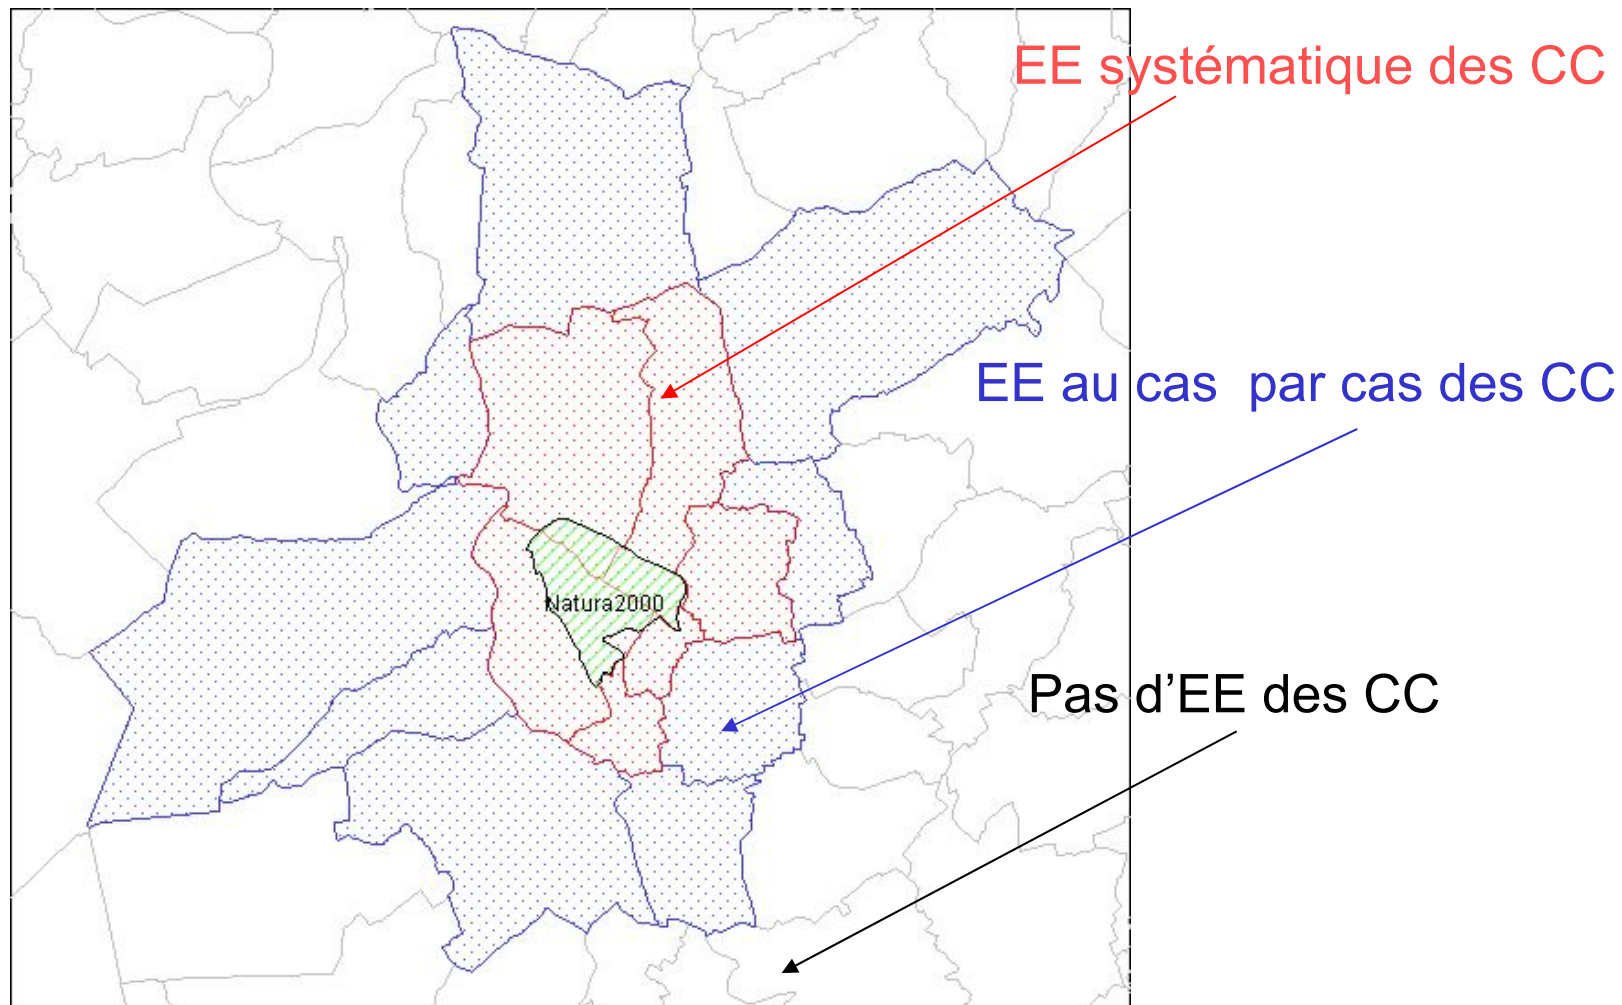 EE systématique des CC
EE au cas  par cas des CC
Natura2000
Pas d’EE des CC